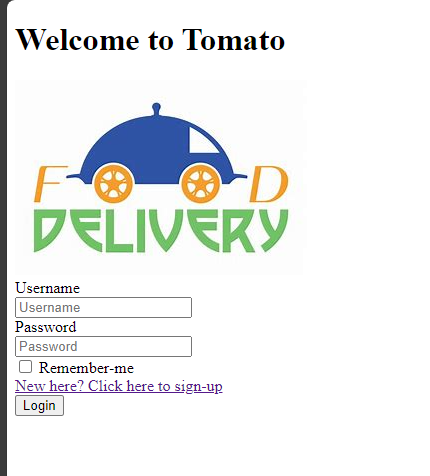 Welcome to Tomato
FOOD
DELIVERY
Username
Username
Password
Password
Remember-me
New here? Click here to sign-up
Login